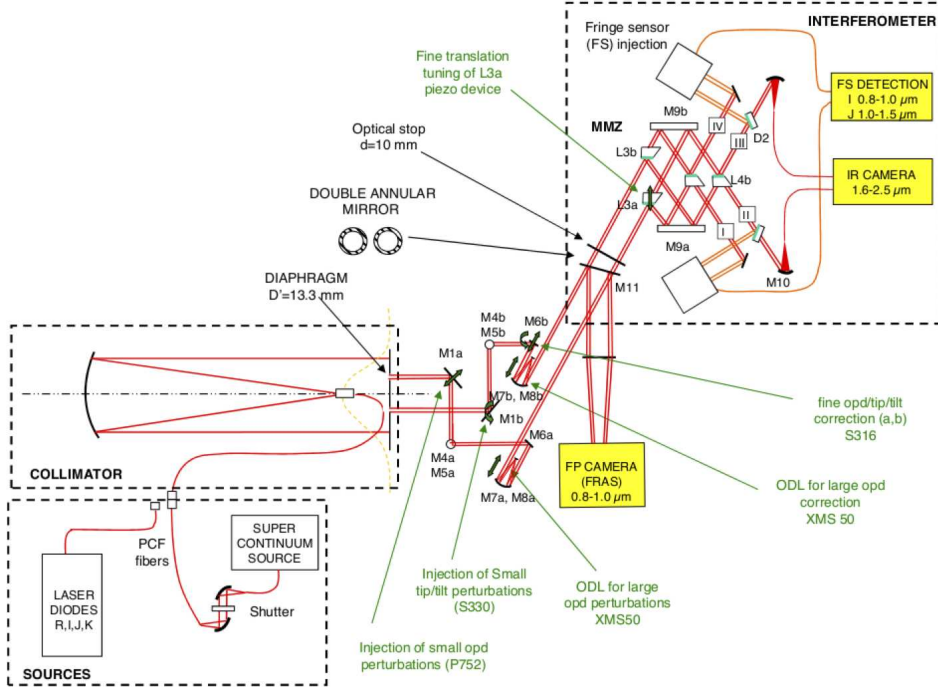 INTERFEROMETER
Fringe sensor
(FS) injection
Fine translation
tuning of L3a
piezo device
FS DETECTION
I 0.8-1.0 µm
J 1.0-1.5 µm
M9b
IV
MMZ
III
D2
Optical stop
d=10 mm
L3b
L4b
IR CAMERA
1.6-2.5 µm
DOUBLE ANNULAR
MIRROR
L3a
II
I
M9a
M10
M11
DIAPHRAGM
D'=13.3 mm
M4b
M5b
M6b
M1a
M7b, M8b
M1b
fine opd/tip/tilt
correction (a,b)
S316
M6a
M4a
M5a
COLLIMATOR
FP CAMERA
(FRAS)
0.8-1.0 µm
M7a, M8a
ODL for large opd
correction
XMS 50
PCF
fibers
SUPER
CONTINUUM
SOURCE
LASER
DIODES
R,I,J,K
Shutter
Injection of Small
tip/tilt perturbations
(S330)
ODL for large
opd perturbations
XMS50
Injection of small opd
perturbations (P752)
SOURCES